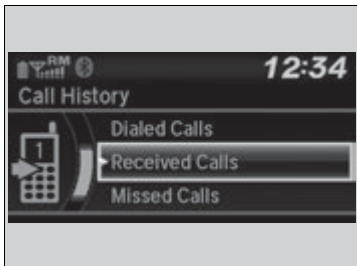 RM 12:34
Call History
Dialed Calls
1
Received Calls
Missed Calls